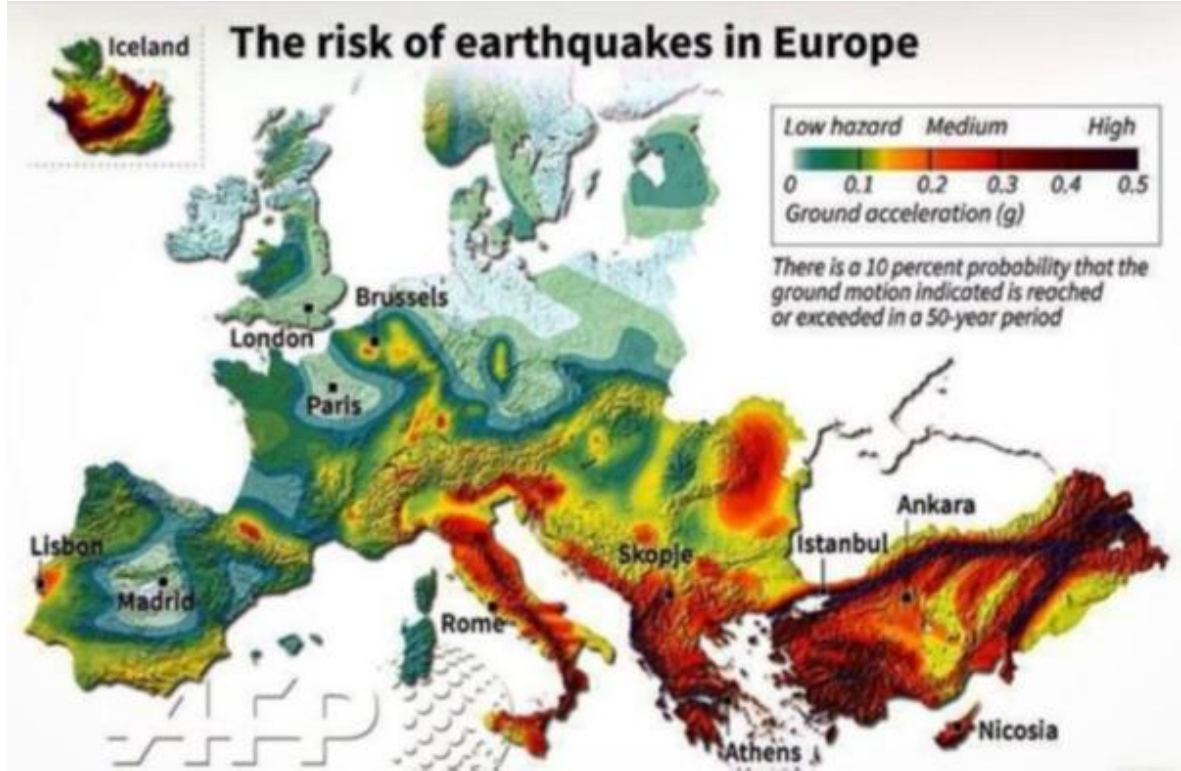 The risk of earthquakes in Europe
Iceland
Low hazard Medium High
0 0.1 0.2 0.3 0.4 0.5
Ground acceleration (g)
There is a 10 percent probability that the
ground motion indicated is reached
or exceeded in a 50-year period
Brussels
London
Paris
Ankara
Istanbul
Lisbon
Skopje
Madrid
Rome
Nicosia
Athens
AFP